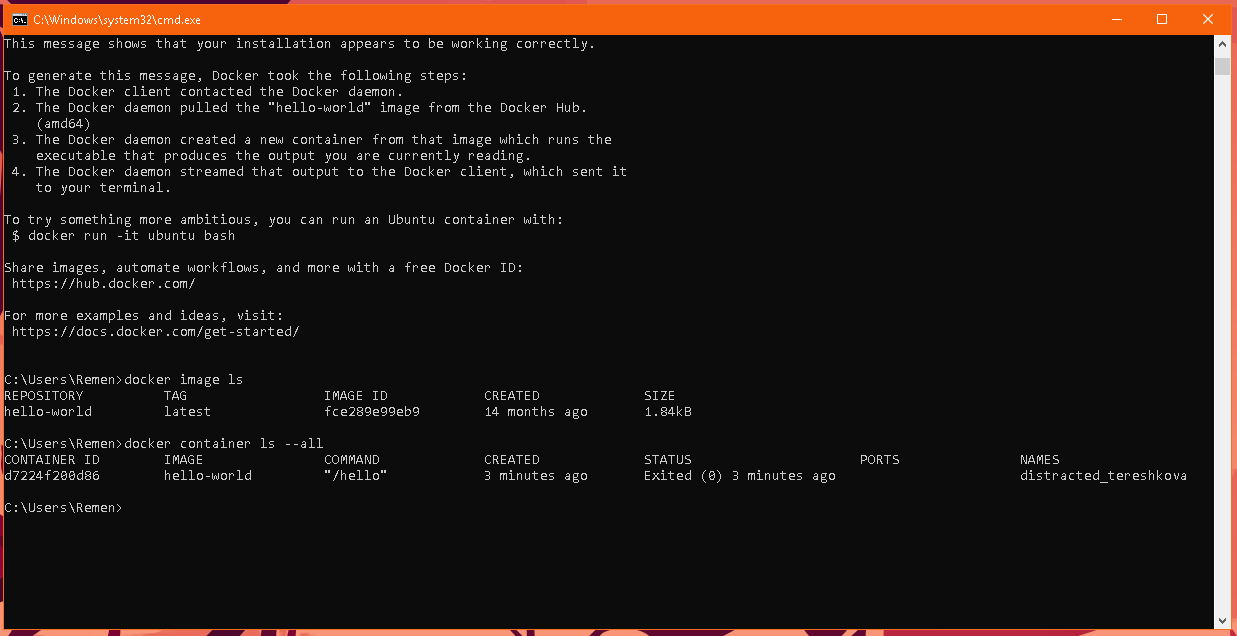 C:\Windows\system32\cmd.exe
This message shows that your installation appears to be working correctly.
To generate this message, Docker took the following steps:
1. The Docker client contacted the Docker daemon.
2. The Docker daemon pulled the "hello-world" image from the Docker Hub.
(amd64)
3. The Docker daemon created a new container from that image which runs the
executable that produces the output you are currently reading.
4. The Docker daemon streamed that output to the Docker client, which sent it
to your terminal.
To try something more ambitious, you can run an Ubuntu container with:
$ docker run -it ubuntu bash
Share images, automate workflows, and more with a free Docker ID:
https://hub.docker.com/
For more examples and ideas, visit:
https://docs.docker.com/get-started/
C:\Users\Remen>docker image ls
REPOSITORY TAG IMAGE ID CREATED SIZE
hello-world latest fce289e99eb9 14 months ago 1.84kB
C:\Users\Remen>docker container ls --all
CONTAINER ID IMAGE COMMAND CREATED STATUS PORTS NAMES
d7224f200d86 hello-world "/hello" 3 minutes ago Exited (0) 3 minutes ago distracted_tereshkova
C:\Users\Remen>